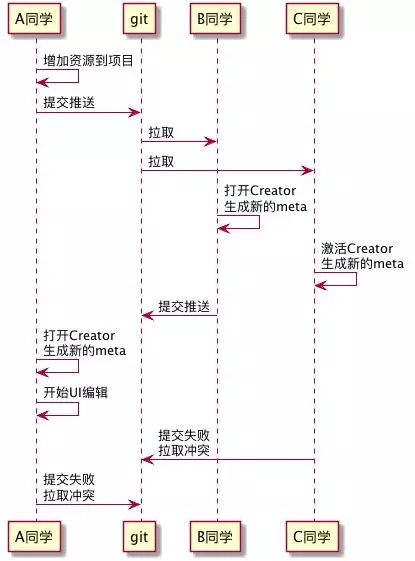 A同学
git
B同学
C同学
增加资源到项目
提交推送
拉取
拉取
打开Creator
生成新的meta
激活Creator
生成新的meta
提交推送
打开Creator
生成新的meta
开始UI编辑
提交失败
拉取冲突
提交失败
拉取冲突
A同学
git
B同学
C同学